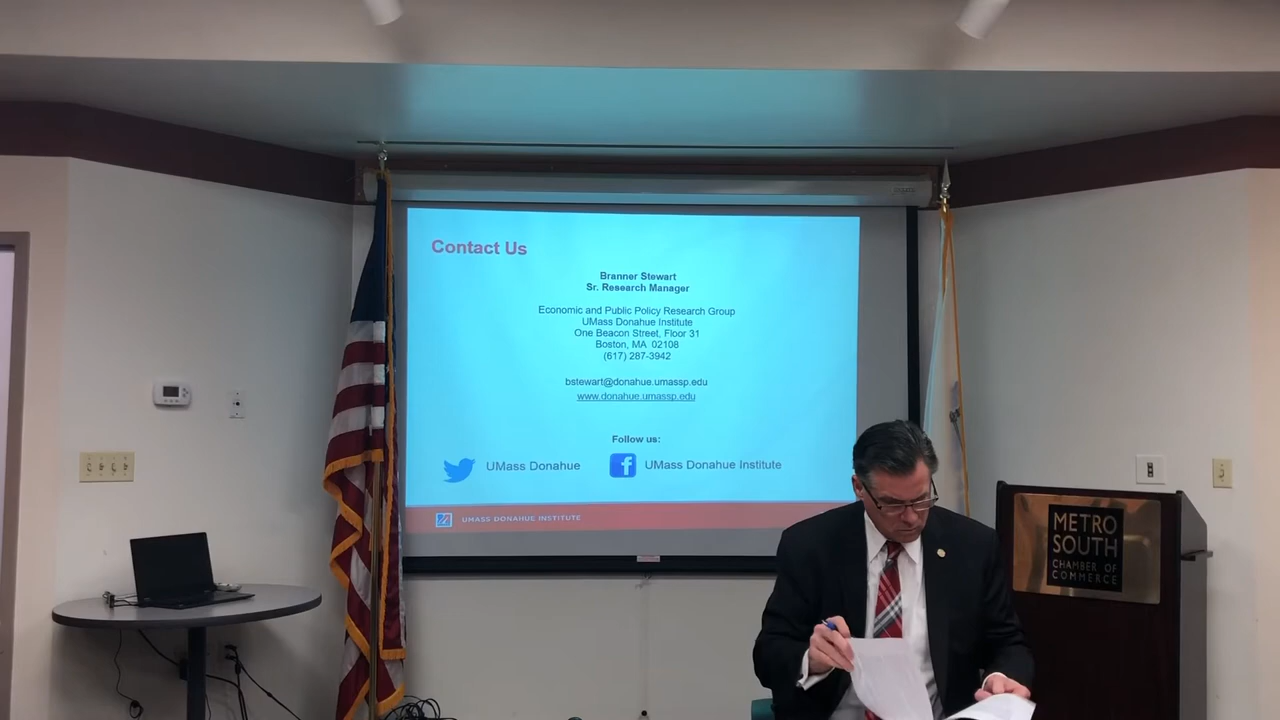 Contact Us
Branner Stewart
Sr. Research Manager
Economic and Public Policy Research Group
UMass Donahue Institute
One Beacon Street, Floor 31
Boston, MA 02108
(617) 287-3942
bstewart@donahue.umassp.edu
www.donahue.umassp.edu
Follow us:
UMass Donahue
UMass Donahue Institute
UMASS DONAHUE INSTITUTE
METRO
SOUTH
CHAMBER OF
COMMERCE